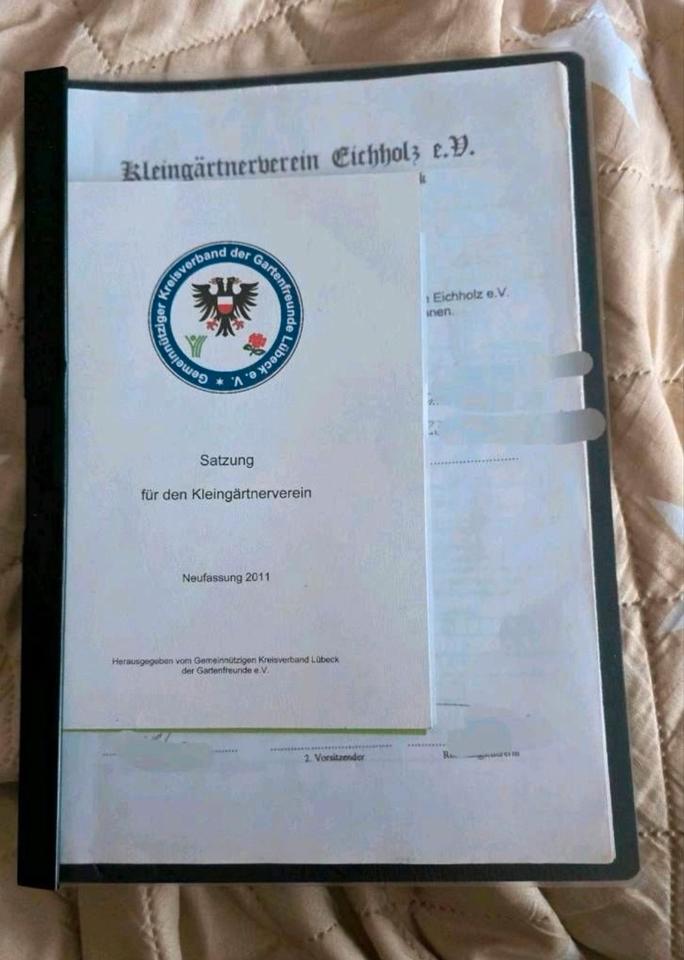 Kleingärtnerverein Eichholz e.V.
Gemeinnütziger Kreisverband der Gartenfreunde Lübeck e. V. *
Eichholz e.V.
Satzung
für den Kleingärtnerverein
Neufassung 2011
Herausgegeben vom Gemeinnützigen Kreisverband Lübeck
der Gartenfreunde e.V.
2. Vorsitzender